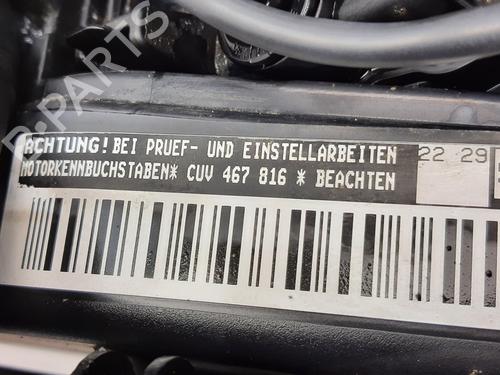 ACHTUNG! BEI PRUEF- UND EINSTELLARBEITEN
MOTORKENNBUCHSTABEN* CUV 467 816 * BEACHTEN
22 29
B-PARTS